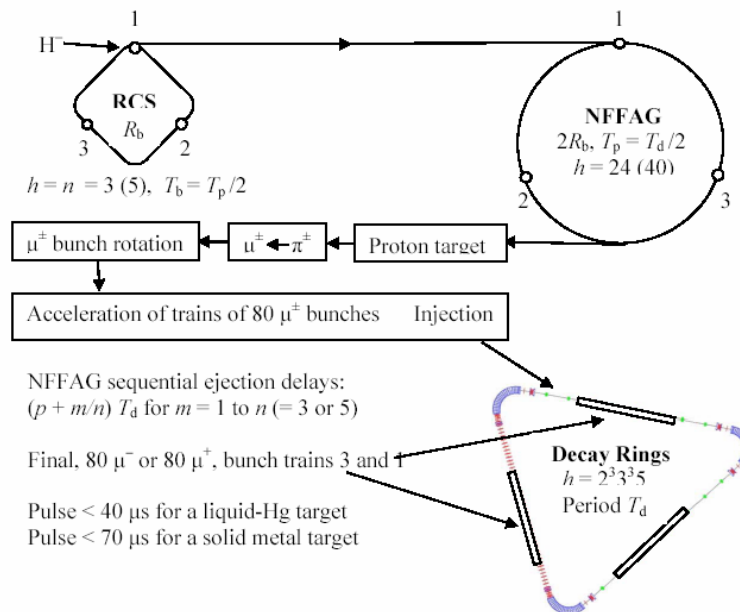 1
1
H⁻
RCS
R_b
3
2
NFFAG
2R_b, T_p = T_d/2
h = 24 (40)
2
3
h = n = 3 (5), T_b = T_p/2
μ± bunch rotation
μ± ← π±
Proton target
Acceleration of trains of 80 μ± bunches Injection
NFFAG sequential ejection delays:
(p + m/n) T_d for m = 1 to n (= 3 or 5)
Final, 80 μ⁻ or 80 μ⁺, bunch trains 3 and 1
Decay Rings
h = 2³3³5
Period T_d
Pulse < 40 μs for a liquid-Hg target
Pulse < 70 μs for a solid metal target